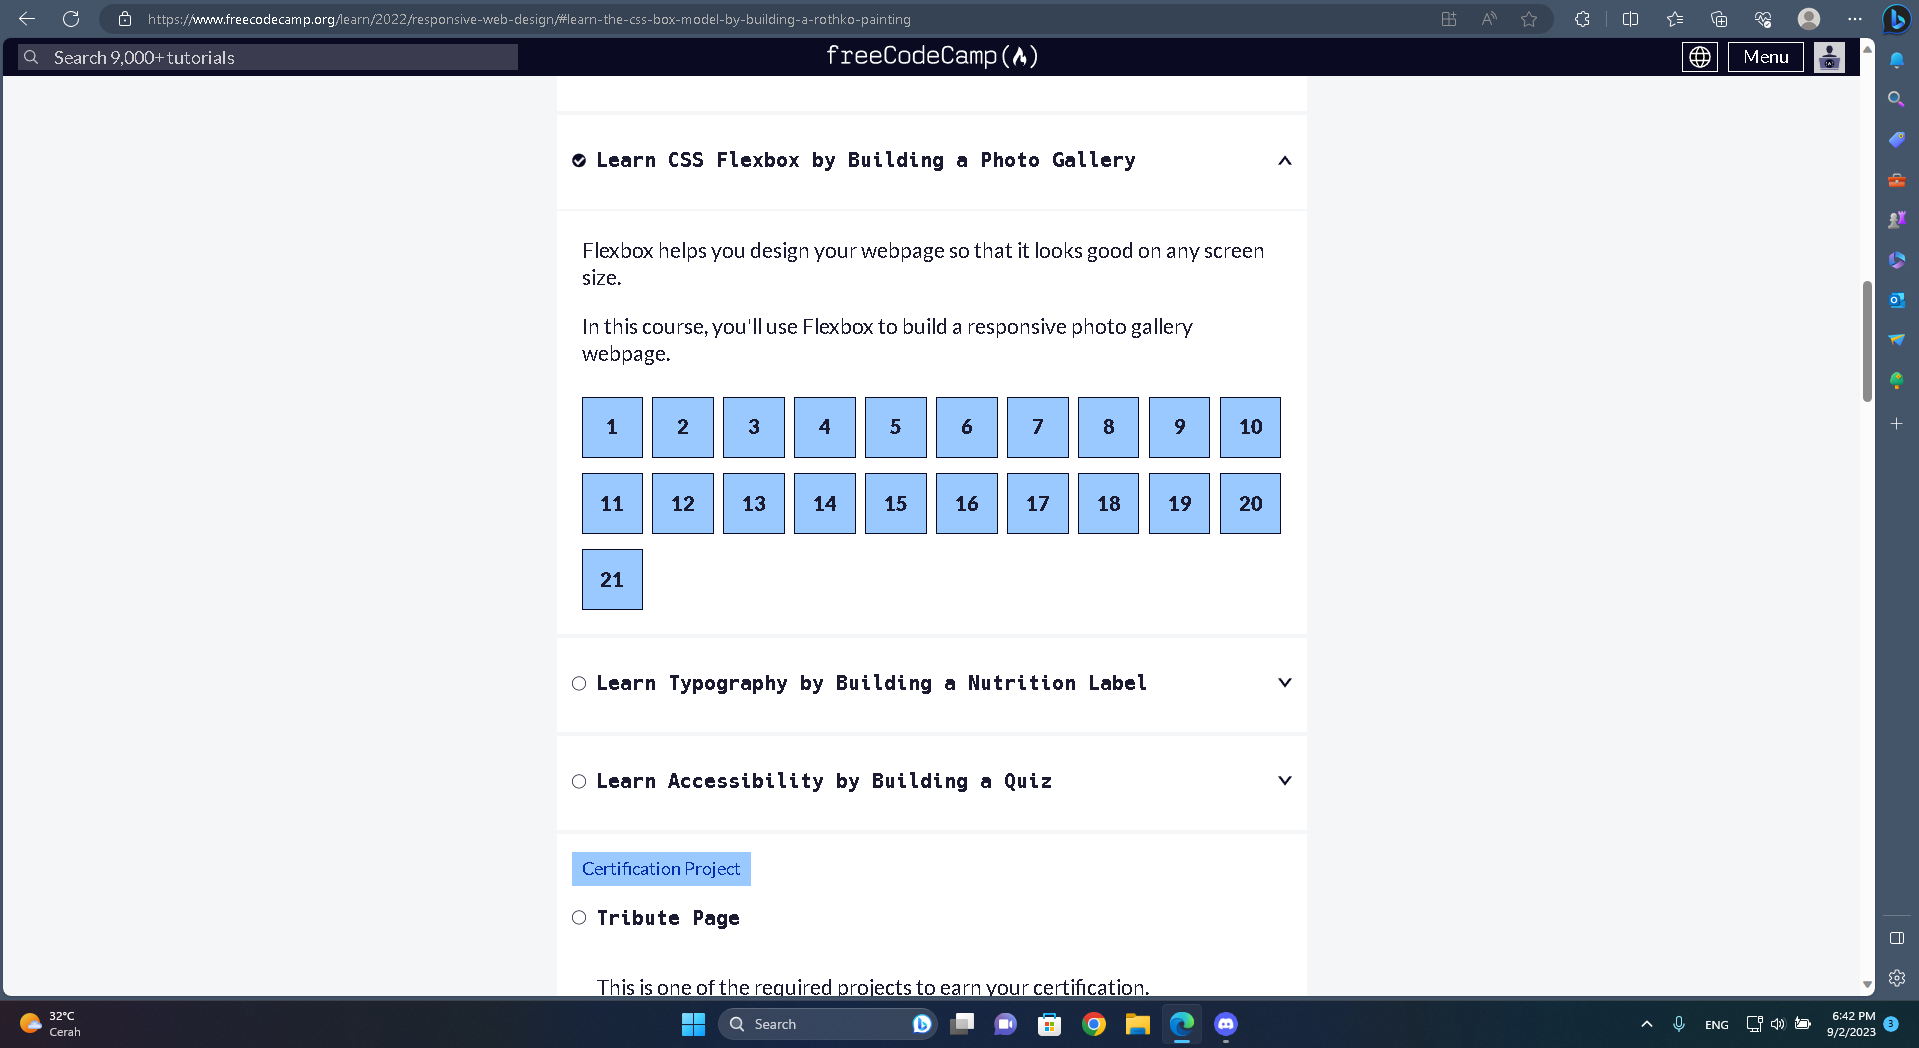 https://www.freecodecamp.org/learn/2022/responsive-web-design/#learn-the-css-box-model-by-building-a-rothko-painting
Search 9,000+ tutorials
freeCodeCamp
Menu
Learn CSS Flexbox by Building a Photo Gallery
Flexbox helps you design your webpage so that it looks good on any screen
size.
In this course, you'll use Flexbox to build a responsive photo gallery
webpage.
1 2 3 4 5 6 7 8 9 10
11 12 13 14 15 16 17 18 19 20
21
Learn Typography by Building a Nutrition Label
Learn Accessibility by Building a Quiz
Certification Project
Tribute Page
This is one of the required projects to earn your certification.
32°C
Cerah
Search
ENG
6:42 PM
9/2/2023
3